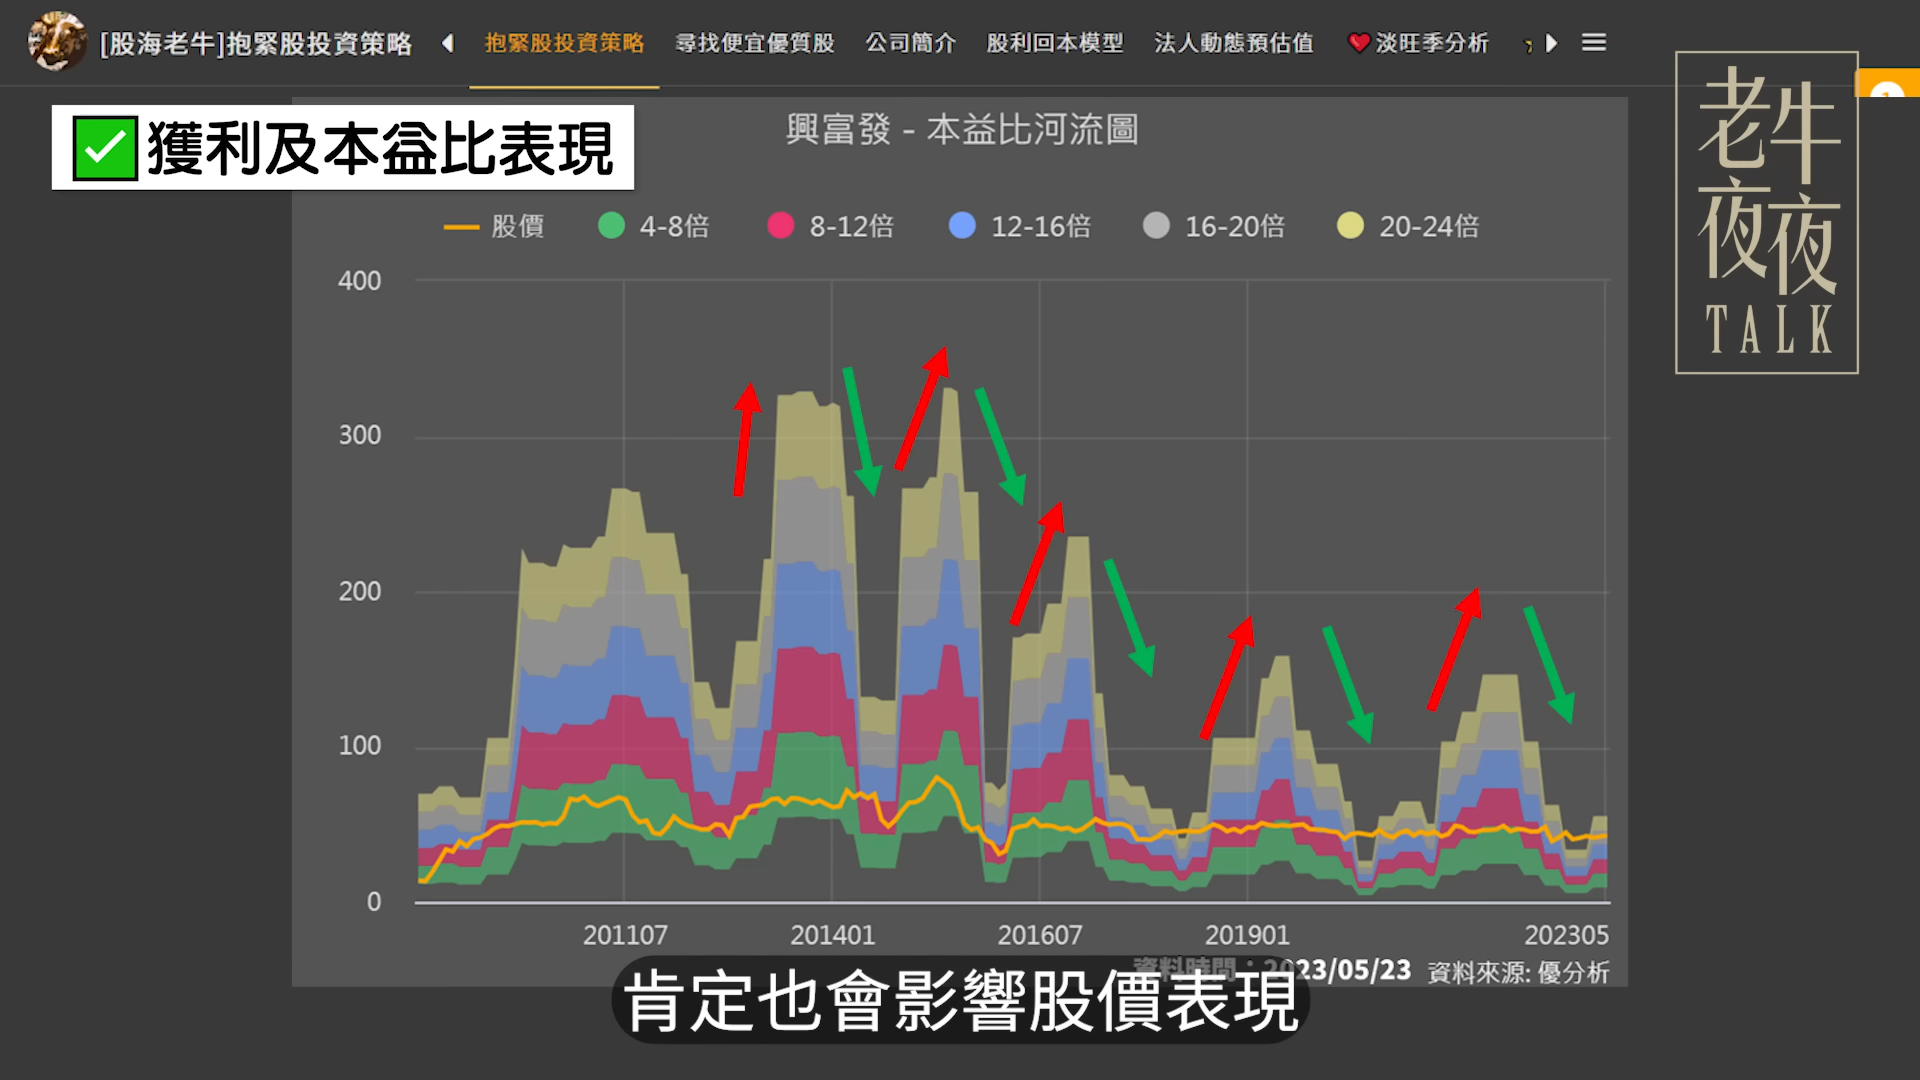 [股海老牛]抱緊股投資策略
抱緊股投資策略 尋找便宜優質股 公司簡介 股利回本模型 法人動態預估值 淡旺季分析
獲利及本益比表現
興富發 - 本益比河流圖
股價 4-8倍 8-12倍 12-16倍 16-20倍 20-24倍
400
300
200
100
0
201107 201401 201607 201901 202305
資料時間：2023/05/23 資料來源: 優分析
肯定也會影響股價表現
老牛
夜夜
TALK